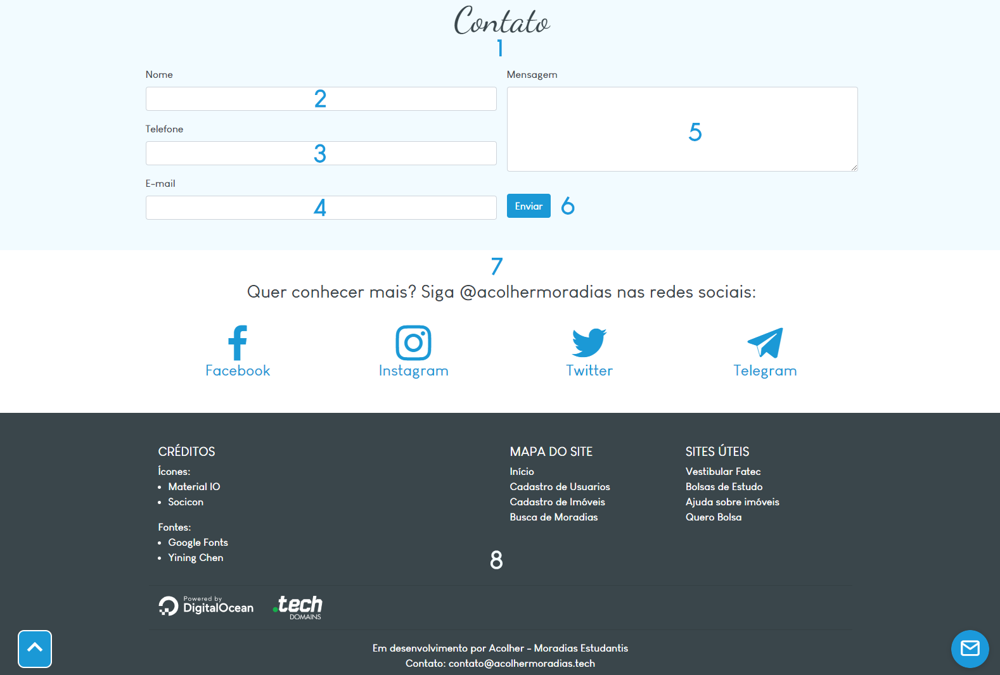 Contato
1
Nome
2
Telefone
3
E-mail
4
Mensagem
5
Enviar 6
7
Quer conhecer mais? Siga @acolhermoradias nas redes sociais:
Facebook
Instagram
Twitter
Telegram
CRÉDITOS
Ícones:
• Material IO
• Socicon
Fontes:
• Google Fonts
• Yining Chen
MAPA DO SITE
Início
Cadastro de Usuarios
Cadastro de Imóveis
Busca de Moradias
SITES ÚTEIS
Vestibular Fatec
Bolsas de Estudo
Ajuda sobre imóveis
Quero Bolsa
8
Powered by
DigitalOcean
.tech
DOMAINS
Em desenvolvimento por Acolher - Moradias Estudantis
Contato: contato@acolhermoradias.tech